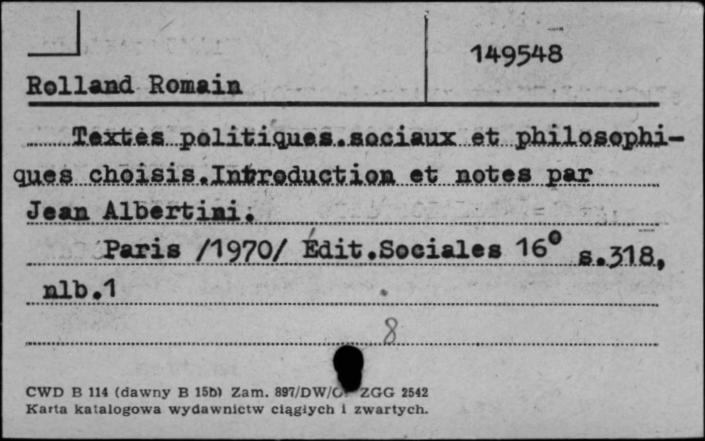 149548
Rolland Romain
Textes politiques.sociaux et philosophi-
ques choisis.Introduction et notes par
Jean Albertini.
Paris /1970/ Édit.Sociales 16° s.318,
nlb.1
8
CWD B 114 (dawny B 15b) Zam. 897/DW/ ZGG 2542
Karta katalogowa wydawnictw ciągłych i zwartych.